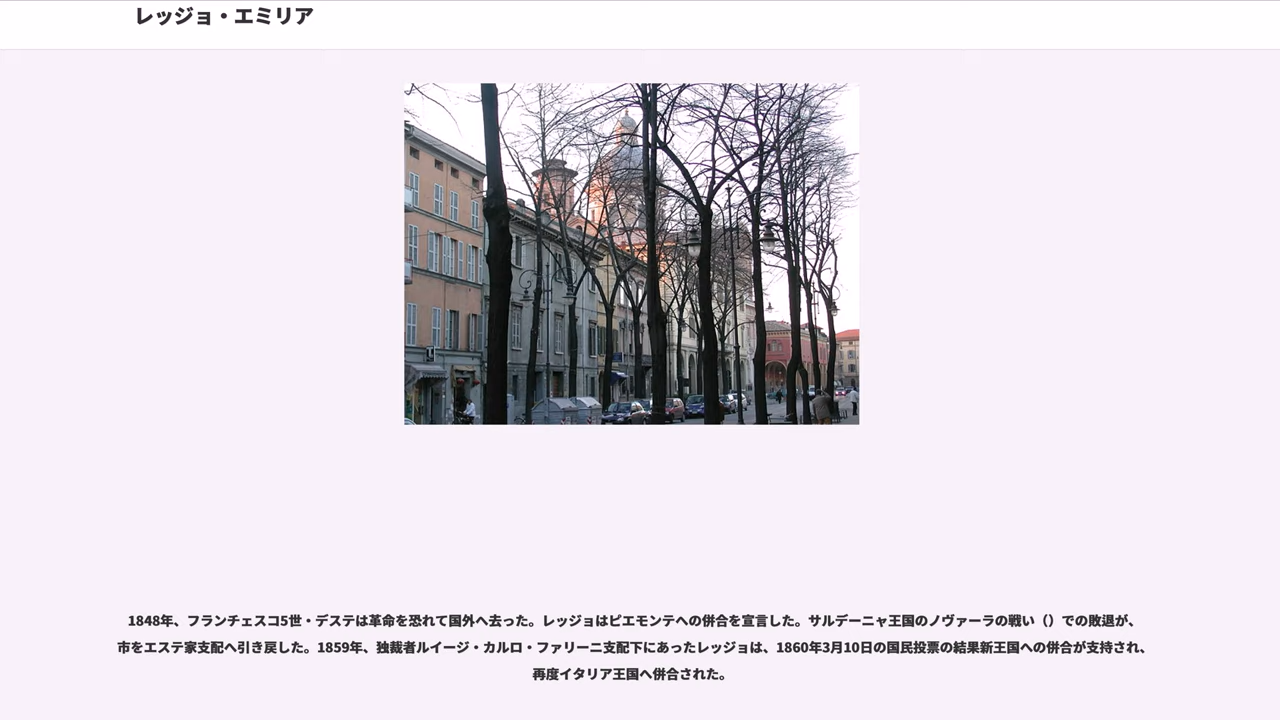 レッジョ・エミリア
1848年、フランチェスコ5世・デステは革命を恐れて国外へ去った。レッジョはピエモンテへの併合を宣言した。サルデーニャ王国のノヴァーラの戦い（）での敗退が、
市をエステ家支配へ引き戻した。1859年、独裁者ルイージ・カルロ・ファリーニ支配下にあったレッジョは、1860年3月10日の国民投票の結果新王国への併合が支持され、
再度イタリア王国へ併合された。